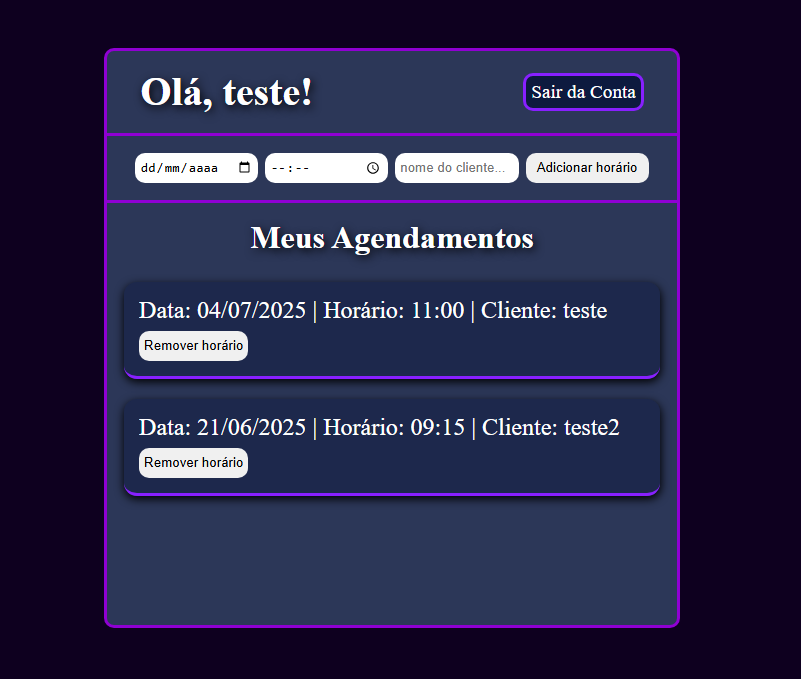 Olá, teste!
Sair da Conta
dd/mm/aaaa
--:--
nome do cliente...
Adicionar horário
Meus Agendamentos
Data: 04/07/2025 | Horário: 11:00 | Cliente: teste
Remover horário
Data: 21/06/2025 | Horário: 09:15 | Cliente: teste2
Remover horário